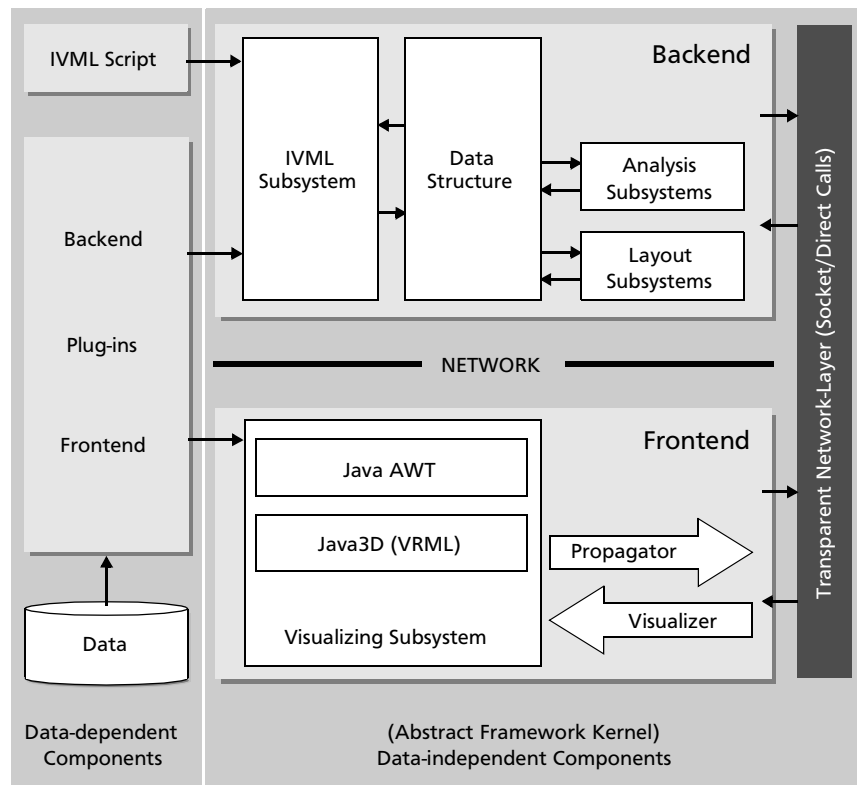 IVML Script
Backend
Plug-ins
Frontend
Data
Data-dependent
Components
Backend
IVML
Subsystem
Data
Structure
Analysis
Subsystems
Layout
Subsystems
NETWORK
Frontend
Java AWT
Java3D (VRML)
Visualizing Subsystem
Propagator
Visualizer
(Abstract Framework Kernel)
Data-independent Components
Transparent Network-Layer (Socket/Direct Calls)